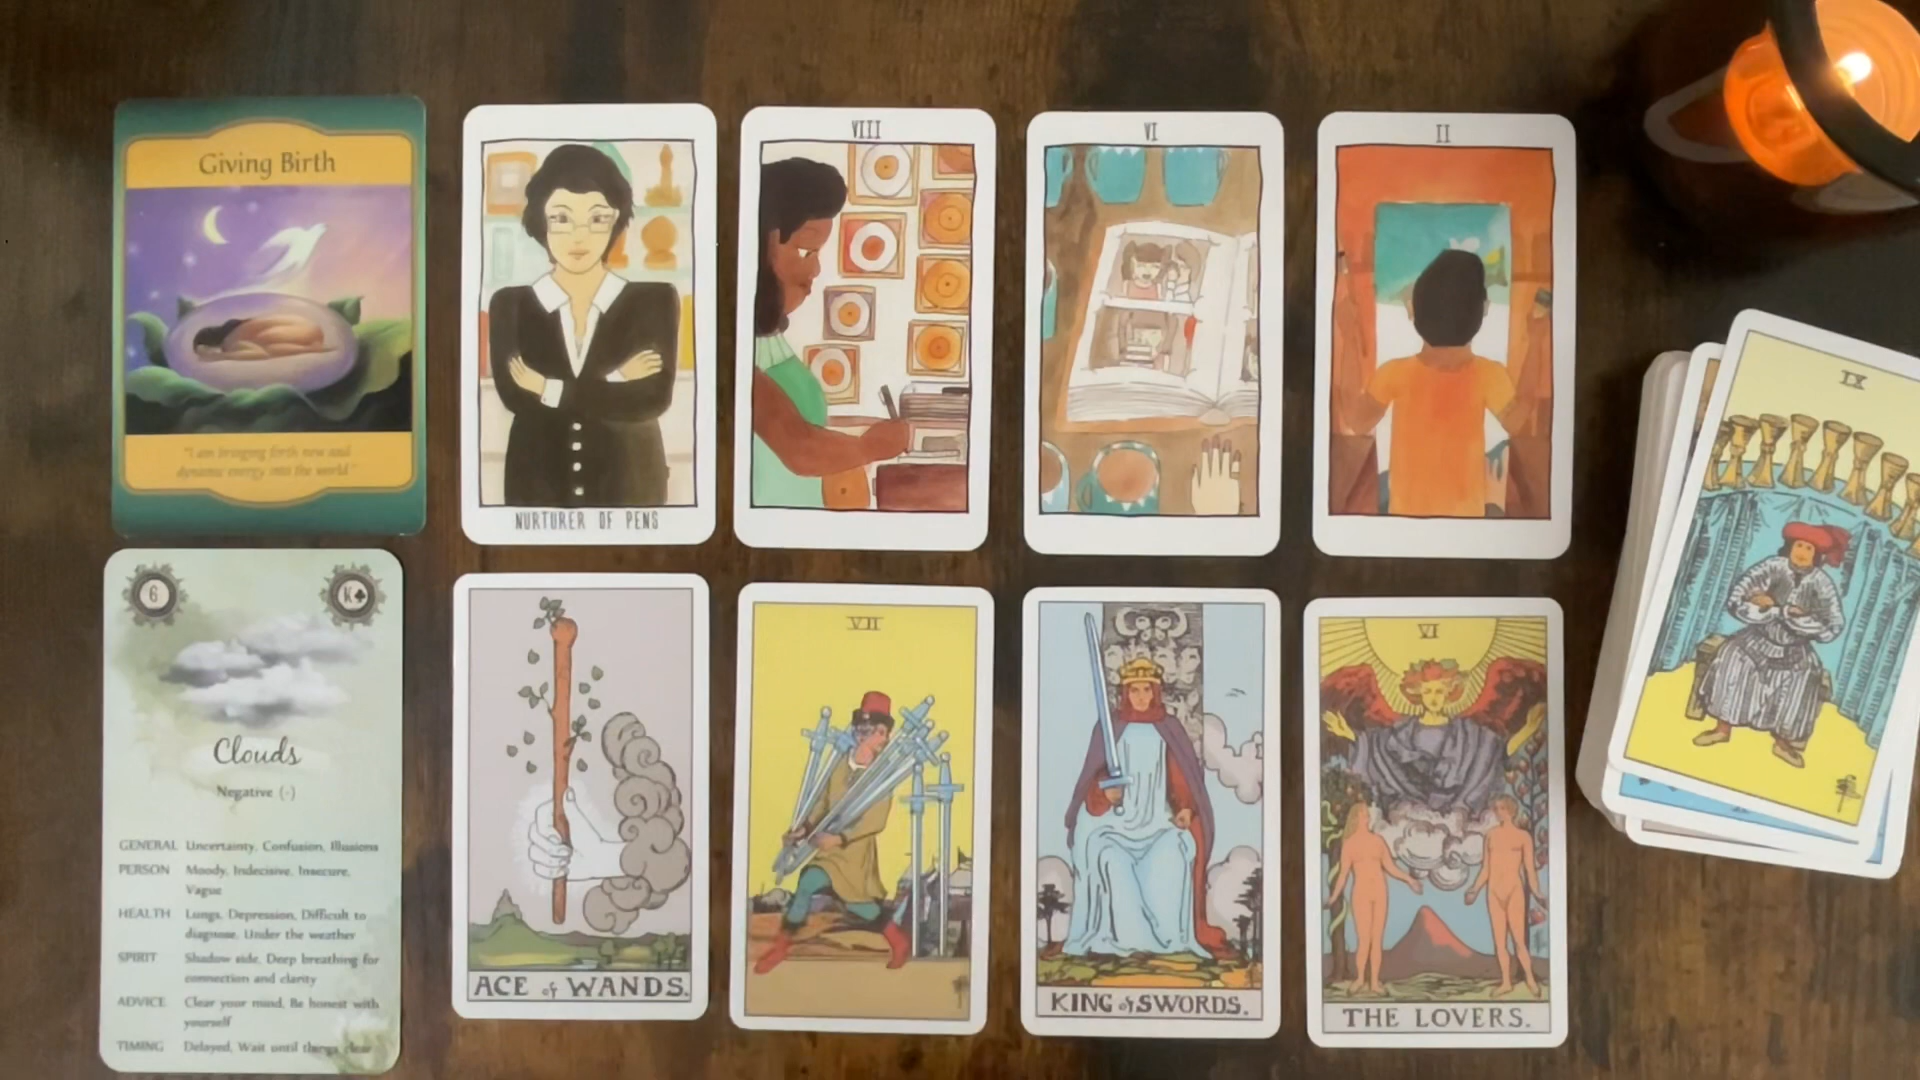 Giving Birth
"I am bringing forth new and
dynamic energy into the world"
NURTURER OF PENS
VIII
VI
II
6
K♠
Clouds
Negative (-)
GENERAL Uncertainty, Confusion, Illusions
PERSON Moody, Indecisive, Insecure,
Vague
HEALTH Lungs, Depression, Difficult to
diagnose, Under the weather
SPIRIT Shadow side, Deep breathing for
connection and clarity
ADVICE Clear your mind, Be honest with
yourself
TIMING Delayed, Wait until things clear
ACE of WANDS.
VII
KING of SWORDS.
VI
THE LOVERS.
IX